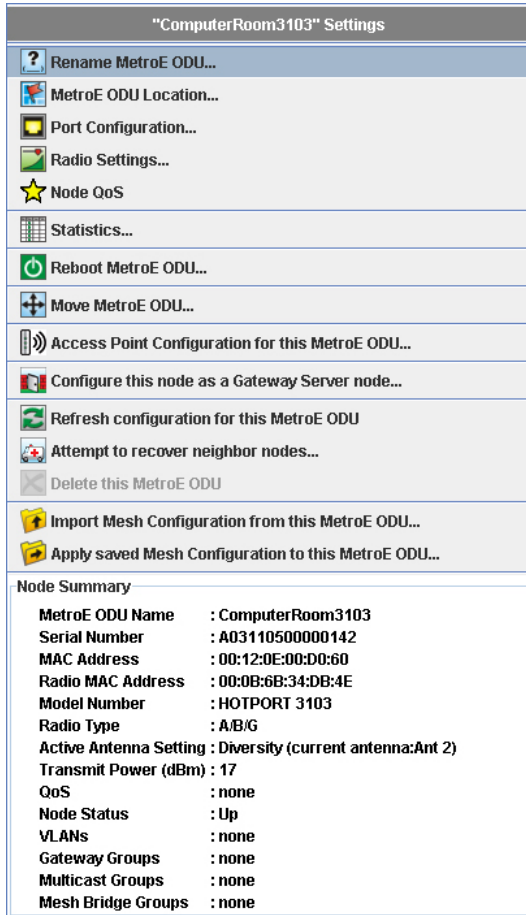 "ComputerRoom3103" Settings
Rename MetroE ODU...
MetroE ODU Location...
Port Configuration...
Radio Settings...
Node QoS
Statistics...
Reboot MetroE ODU...
Move MetroE ODU...
Access Point Configuration for this MetroE ODU...
Configure this node as a Gateway Server node...
Refresh configuration for this MetroE ODU
Attempt to recover neighbor nodes...
Delete this MetroE ODU
Import Mesh Configuration from this MetroE ODU...
Apply saved Mesh Configuration to this MetroE ODU...
Node Summary
MetroE ODU Name : ComputerRoom3103
Serial Number : A03110500000142
MAC Address : 00:12:0E:00:D0:60
Radio MAC Address : 00:0B:6B:34:DB:4E
Model Number : HOTPORT 3103
Radio Type : A/B/G
Active Antenna Setting : Diversity (current antenna:Ant 2)
Transmit Power (dBm) : 17
QoS : none
Node Status : Up
VLANs : none
Gateway Groups : none
Multicast Groups : none
Mesh Bridge Groups : none